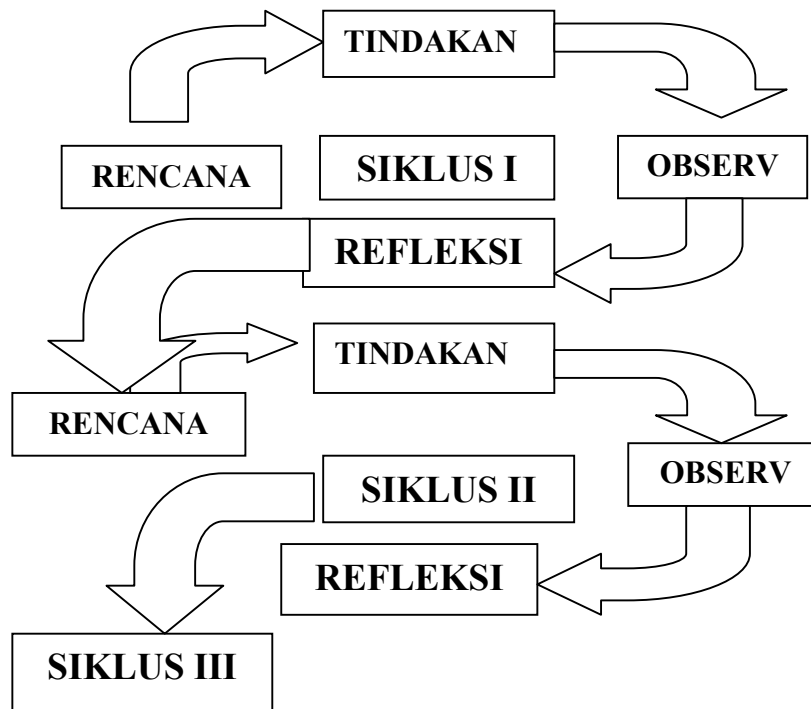 TINDAKAN
RENCANA
SIKLUS I
OBSERV
REFLEKSI
TINDAKAN
RENCANA
OBSERV
SIKLUS II
REFLEKSI
SIKLUS III